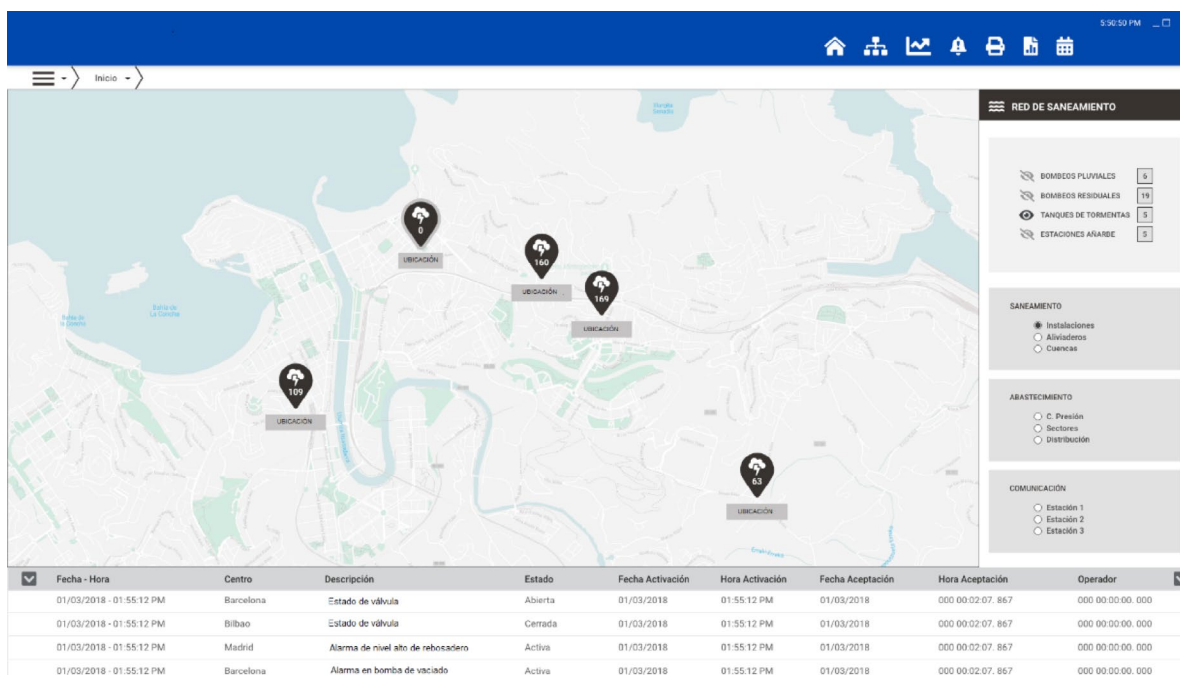 5:50:50 PM
Inicio
RED DE SANEAMIENTO
BOMBEOS PLUVIALES 6
BOMBEOS RESIDUALES 19
TANQUES DE TORMENTAS 5
ESTACIONES AÑARBE 5
0
UBICACIÓN
160
UBICACIÓN
169
UBICACIÓN
Bahía de
La Concha
109
UBICACIÓN
63
UBICACIÓN
SANEAMIENTO
Instalaciones
Aliviaderos
Cuencas
ABASTECIMIENTO
C. Presión
Sectores
Distribución
COMUNICACIÓN
Estación 1
Estación 2
Estación 3
Fecha - Hora Centro Descripción Estado Fecha Activación Hora Activación Fecha Aceptación Hora Aceptación Operador
01/03/2018 - 01:55:12 PM Barcelona Estado de válvula Abierta 01/03/2018 01:55:12 PM 01/03/2018 000 00:02:07. 867 000 00:00:00. 000
01/03/2018 - 01:55:12 PM Bilbao Estado de válvula Cerrada 01/03/2018 01:55:12 PM 01/03/2018 000 00:02:07. 867 000 00:00:00. 000
01/03/2018 - 01:55:12 PM Madrid Alarma de nivel alto de rebosadero Activa 01/03/2018 01:55:12 PM 01/03/2018 000 00:02:07. 867 000 00:00:00. 000
01/03/2018 - 01:55:12 PM Barcelona Alarma en bomba de vaciado Activa 01/03/2018 01:55:12 PM 01/03/2018 000 00:02:07. 867 000 00:00:00. 000